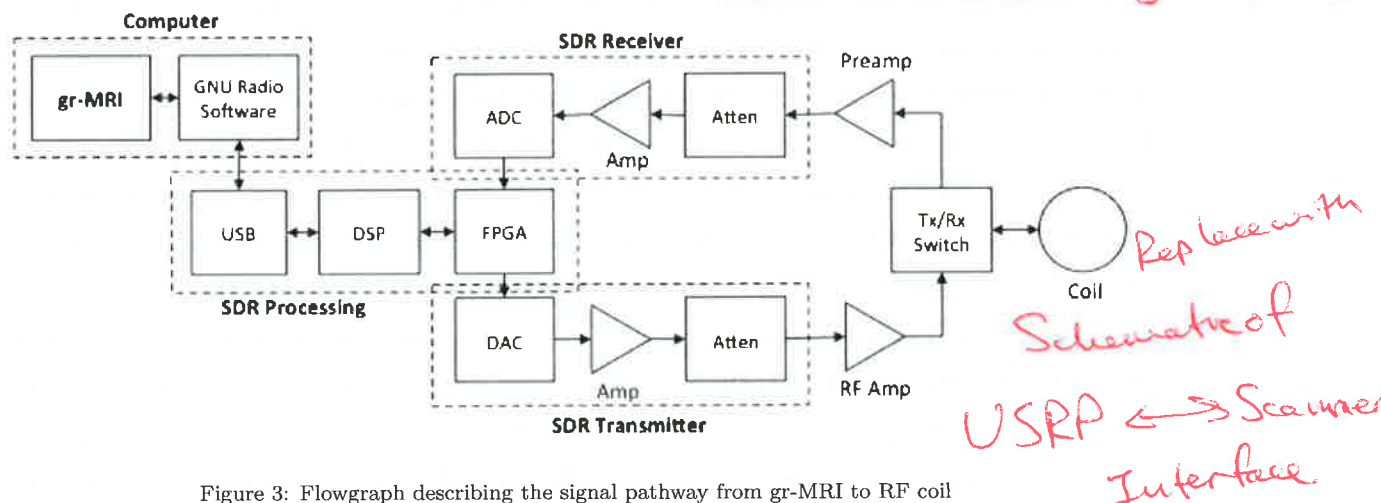 Computer
gr-MRI
GNU Radio
Software
SDR Receiver
ADC
Amp
Atten
Preamp
USB
DSP
FPGA
SDR Processing
Tx/Rx
Switch
Coil
DAC
Amp
Atten
RF Amp
SDR Transmitter
Replace with
Schematic of
USRP ↔ Scanner
Interface
Figure 3: Flowgraph describing the signal pathway from gr-MRI to RF coil